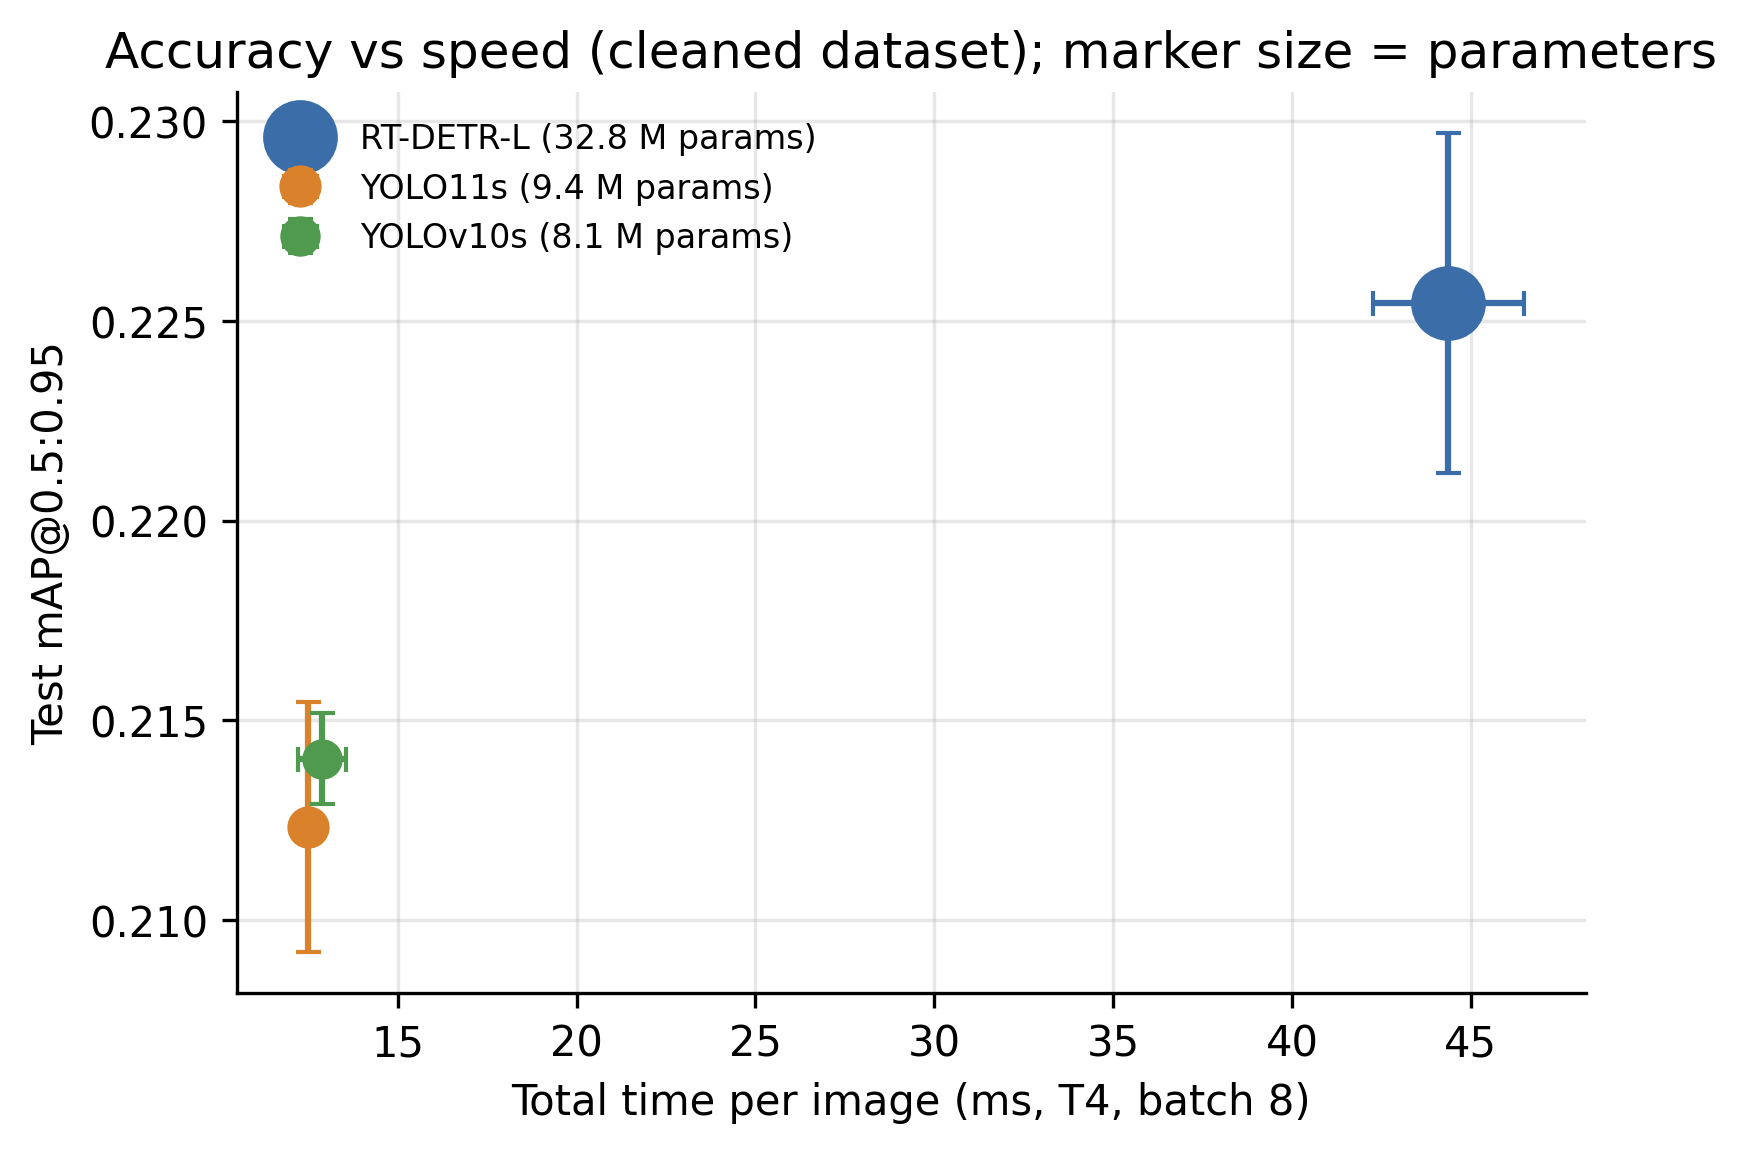 Accuracy vs speed (cleaned dataset); marker size = parameters
0.230
0.225
0.220
0.215
0.210
Test mAP@0.5:0.95
RT-DETR-L (32.8 M params)
YOLO11s (9.4 M params)
YOLOv10s (8.1 M params)
15 20 25 30 35 40 45
Total time per image (ms, T4, batch 8)